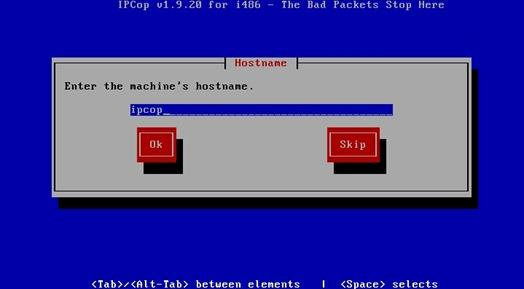 IPCop v1.9.20 for i486 - The Bad Packets Stop Here
Hostname
Enter the machine's hostname.
ipcop_
Ok Skip
<Tab>/<Alt-Tab> between elements | <Space> selects